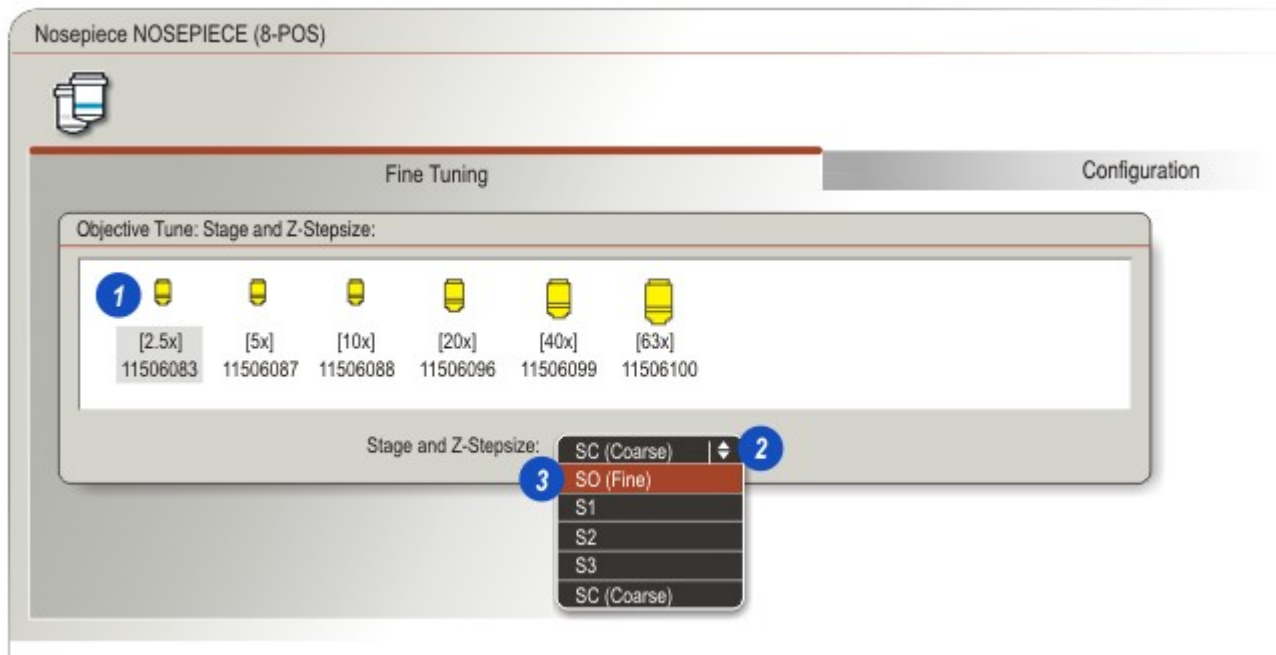 Nosepiece NOSEPIECE (8-POS)
Fine Tuning
Configuration
Objective Tune: Stage and Z-Stepsize:
1
[2.5x] [5x] [10x] [20x] [40x] [63x]
11506083 11506087 11506088 11506096 11506099 11506100
Stage and Z-Stepsize: SC (Coarse) 2
3 SO (Fine)
S1
S2
S3
SC (Coarse)